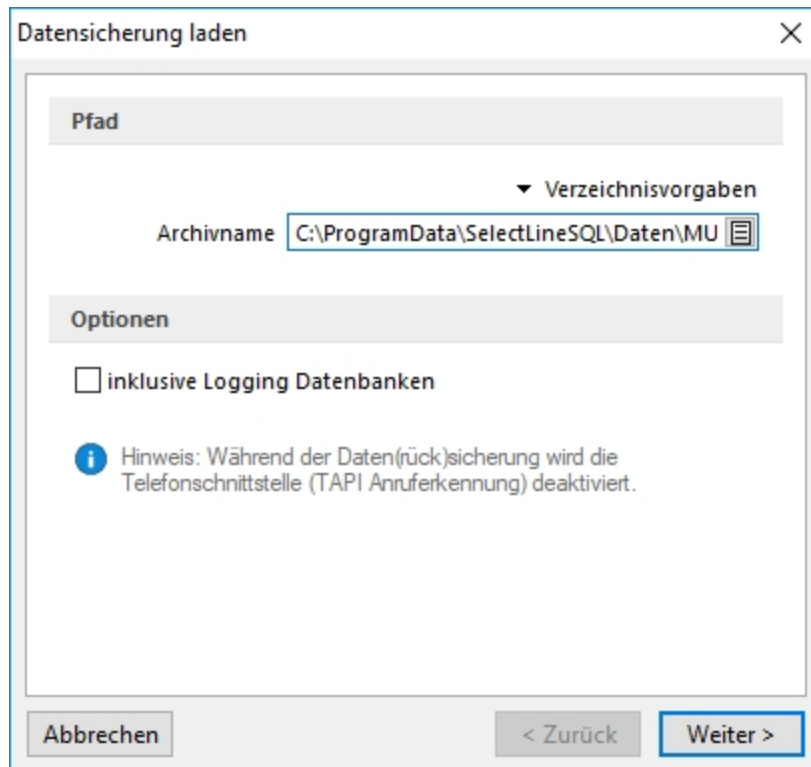 Datensicherung laden
Pfad
Verzeichnisvorgaben
Archivname C:\ProgramData\SelectLineSQL\Daten\MU
Optionen
inklusive Logging Datenbanken
Hinweis: Während der Daten(rück)sicherung wird die
Telefonschnittstelle (TAPI Anruferkennung) deaktiviert.
Abbrechen < Zurück Weiter >